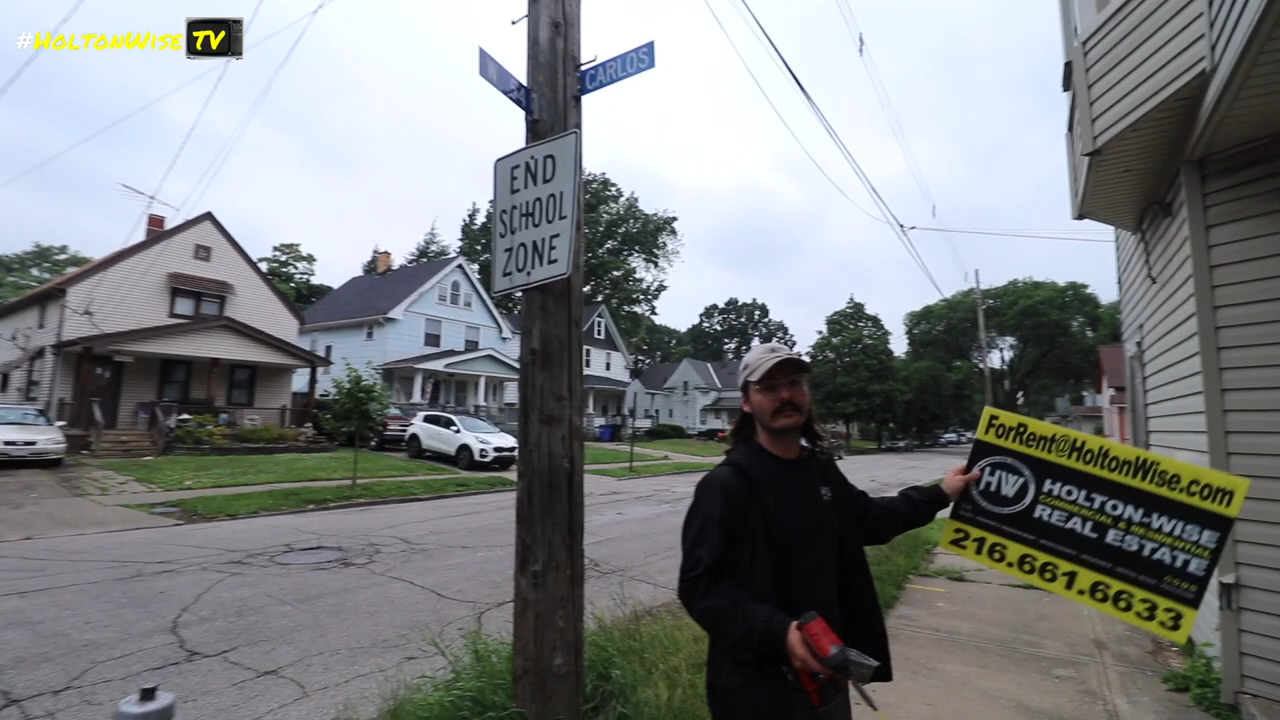 #HoltonWise TV
CARLOS
END
SCHOOL
ZONE
ForRent@HoltonWise.com
HW
HOLTON-WISE
COMMERCIAL & RESIDENTIAL
REAL ESTATE
216.661.6633